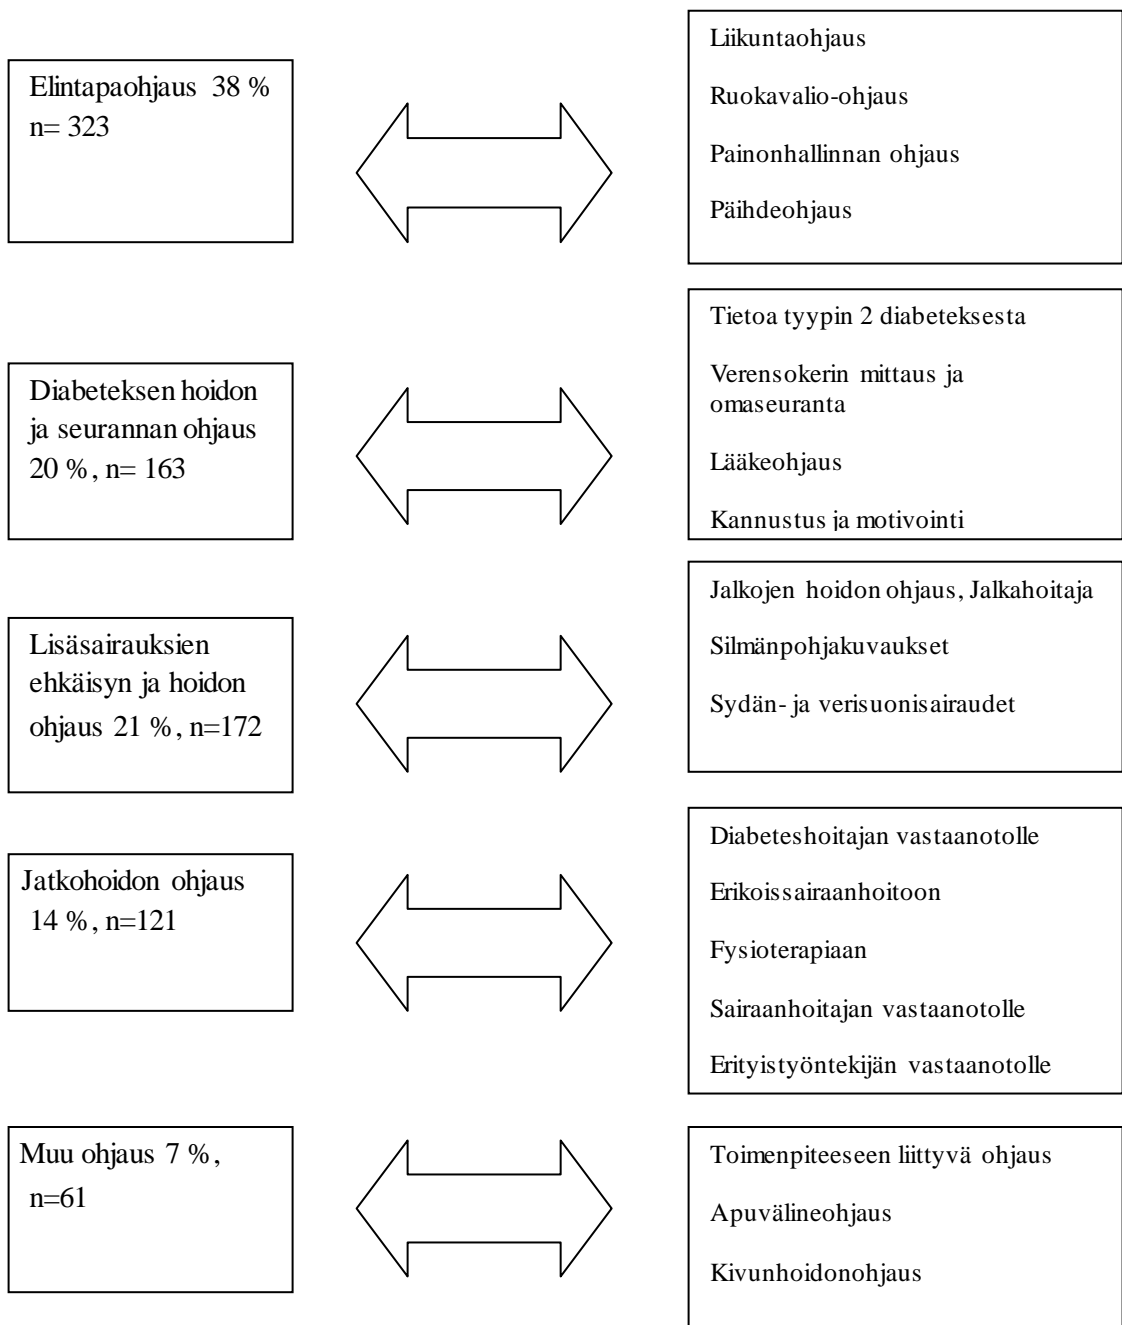 Elintapaohjaus 38 %
n= 323
Liikuntaohjaus
Ruokavalio-ohjaus
Painonhallinnan ohjaus
Päihdeohjaus
Diabeteksen hoidon
ja seurannan ohjaus
20 %, n= 163
Tietoa tyypin 2 diabeteksesta
Verensokerin mittaus ja
omaseuranta
Lääkeohjaus
Kannustus ja motivointi
Lisäsairauksien
ehkäisyn ja hoidon
ohjaus 21 %, n=172
Jalkojen hoidon ohjaus, Jalkahoitaja
Silmänpohjakuvaukset
Sydän- ja verisuonisairaudet
Jatkohoidon ohjaus
14 %, n=121
Diabeteshoitajan vastaanotolle
Erikoissairaanhoitoon
Fysioterapiaan
Sairaanhoitajan vastaanotolle
Erityistyöntekijän vastaanotolle
Muu ohjaus 7 %,
n=61
Toimenpiteeseen liittyvä ohjaus
Apuvälineohjaus
Kivunhoidonohjaus